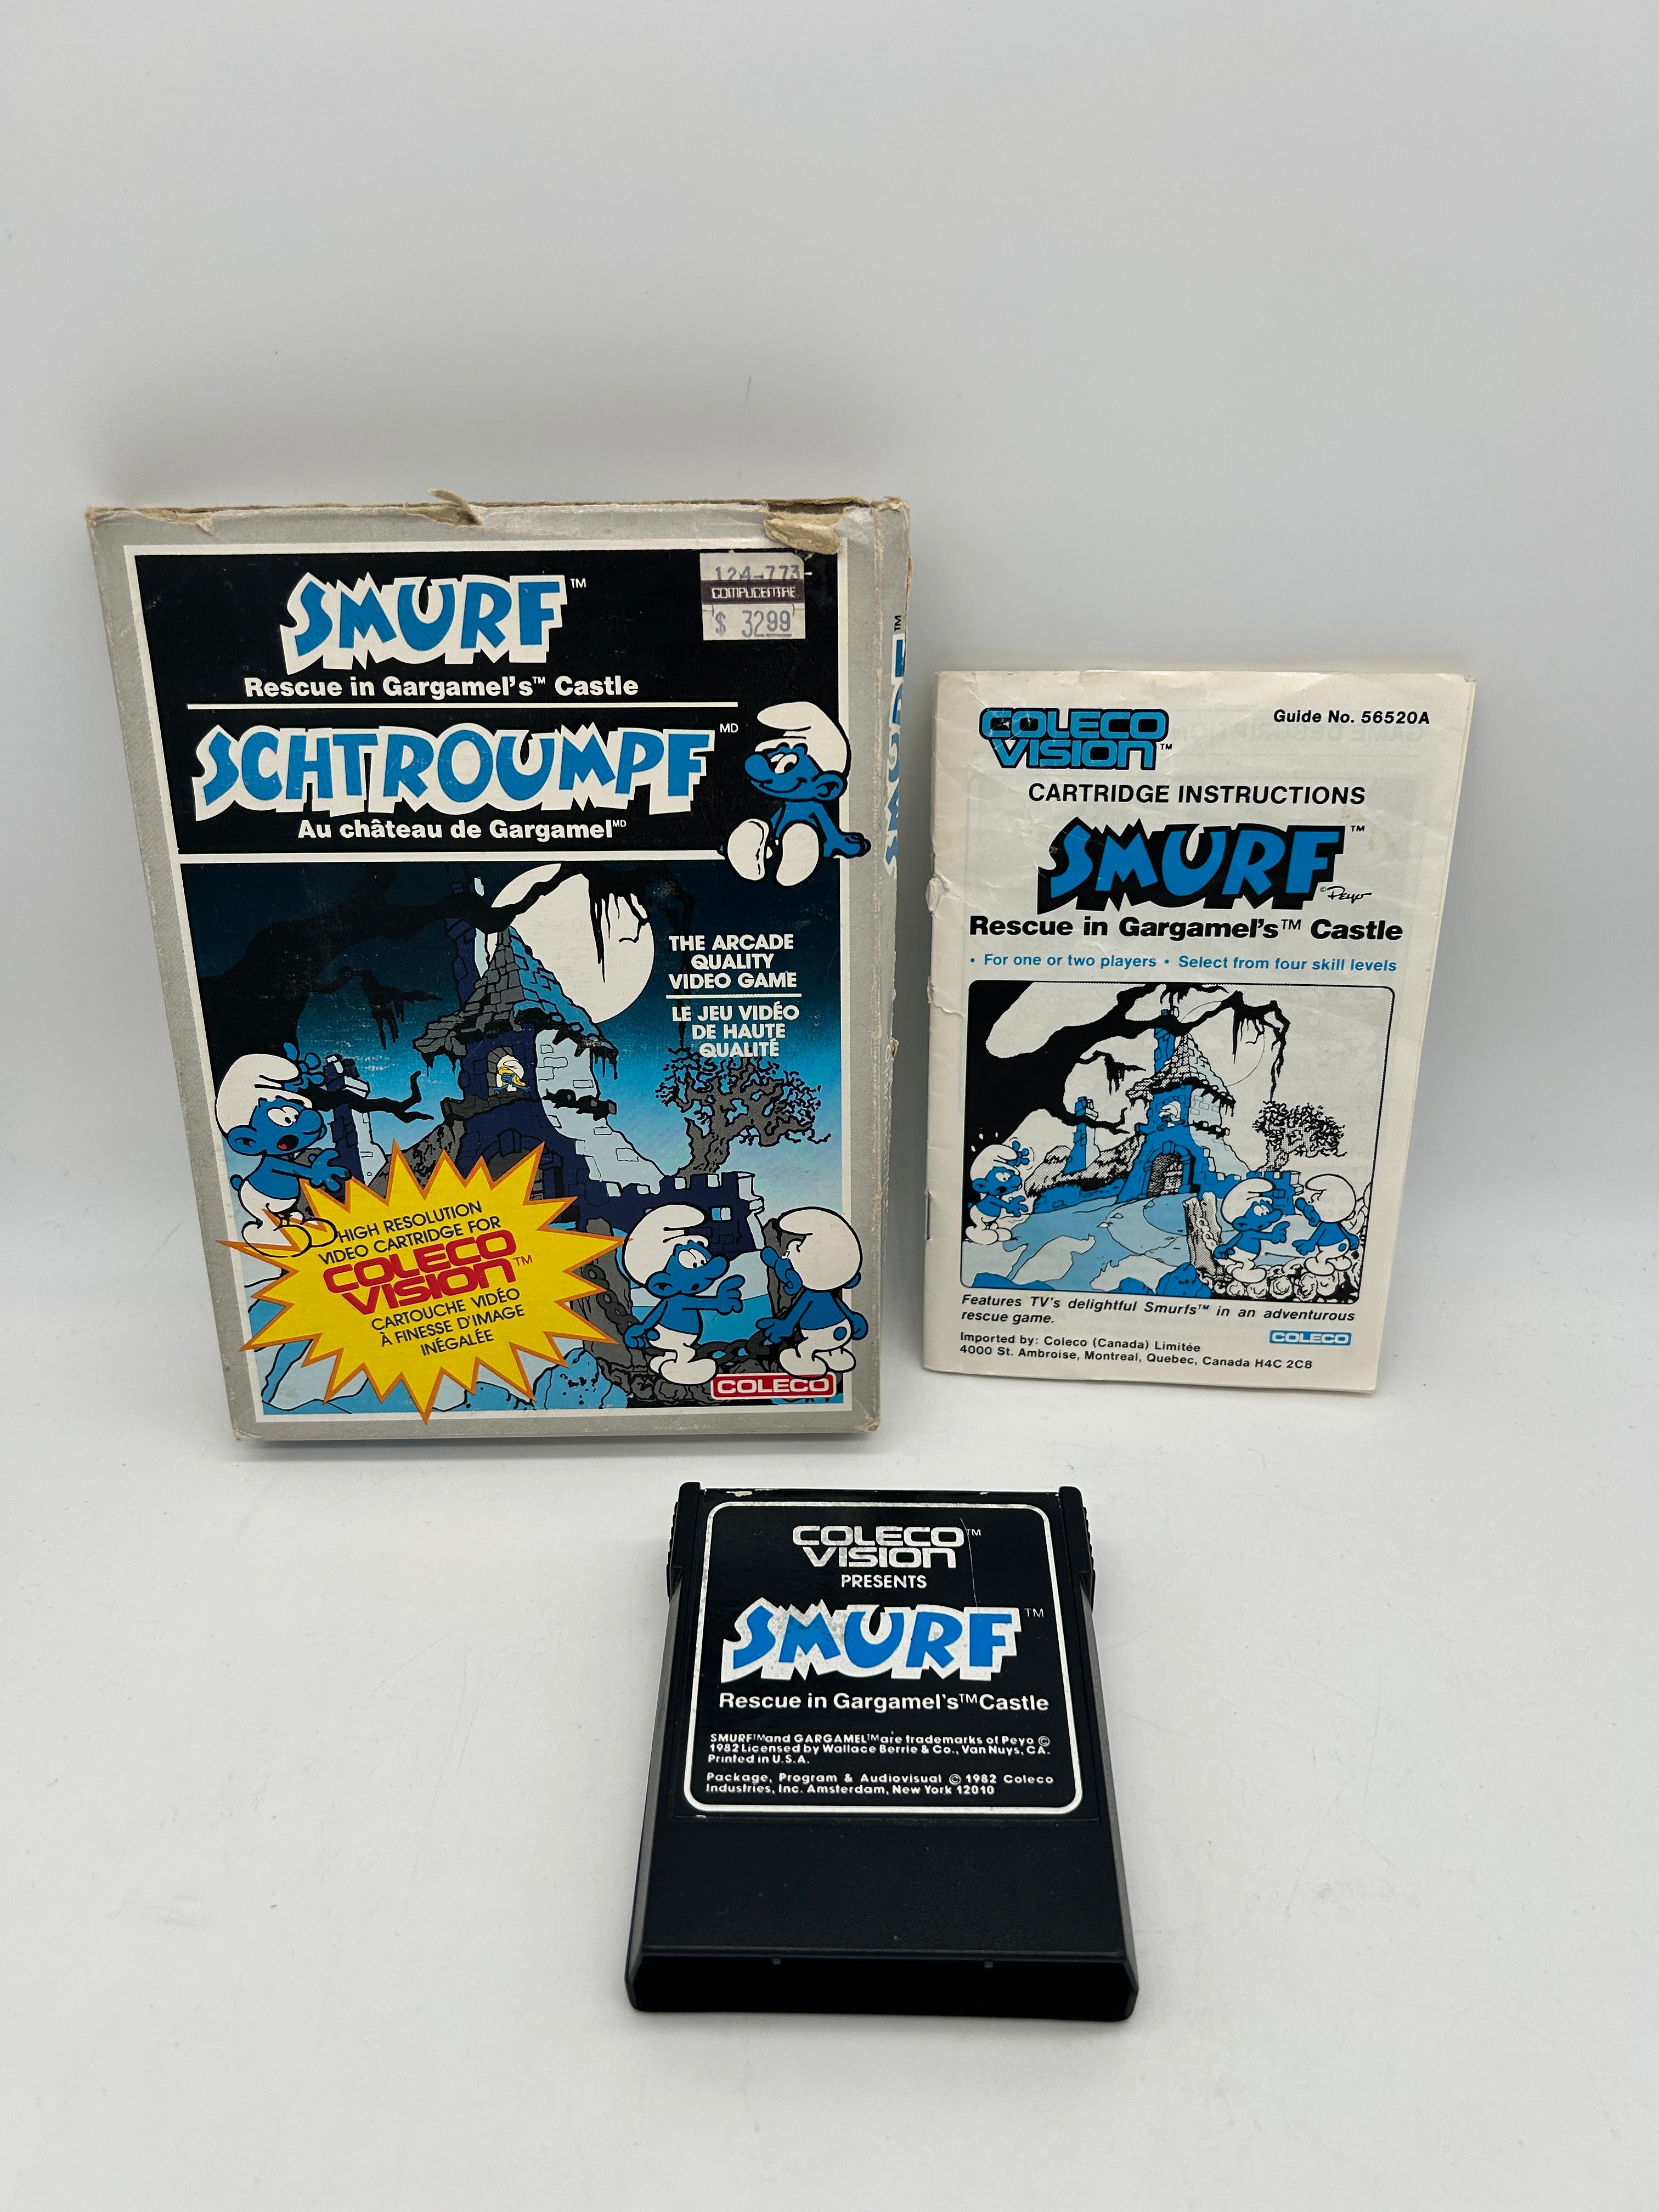 SMURF™
Rescue in Gargamel's™ Castle
SCHTROUMPF MD
Au château de Gargamel MD
124-773
COMPUCENTRE
$ 3299
THE ARCADE
QUALITY
VIDEO GAME
LE JEU VIDÉO
DE HAUTE
QUALITÉ
HIGH RESOLUTION
VIDEO CARTRIDGE FOR
COLECO
VISION™
CARTOUCHE VIDÉO
À FINESSE D'IMAGE
INÉGALÉE
COLECO
SMURF™
COLECO
VISION™
Guide No. 56520A
CARTRIDGE INSTRUCTIONS
SMURF™
© Peyo
Rescue in Gargamel's™ Castle
• For one or two players • Select from four skill levels
Features TV's delightful Smurfs™ in an adventurous
rescue game.
COLECO
Imported by: Coleco (Canada) Limitée
4000 St. Ambroise, Montreal, Quebec, Canada H4C 2C8
COLECO™
VISION
PRESENTS
SMURF™
Rescue in Gargamel's™ Castle
SMURF™ and GARGAMEL™ are trademarks of Peyo ©
1982 Licensed by Wallace Berrie & Co., Van Nuys, CA.
Printed in U.S.A.
Package, Program & Audiovisual © 1982 Coleco
Industries, Inc. Amsterdam, New York 12010